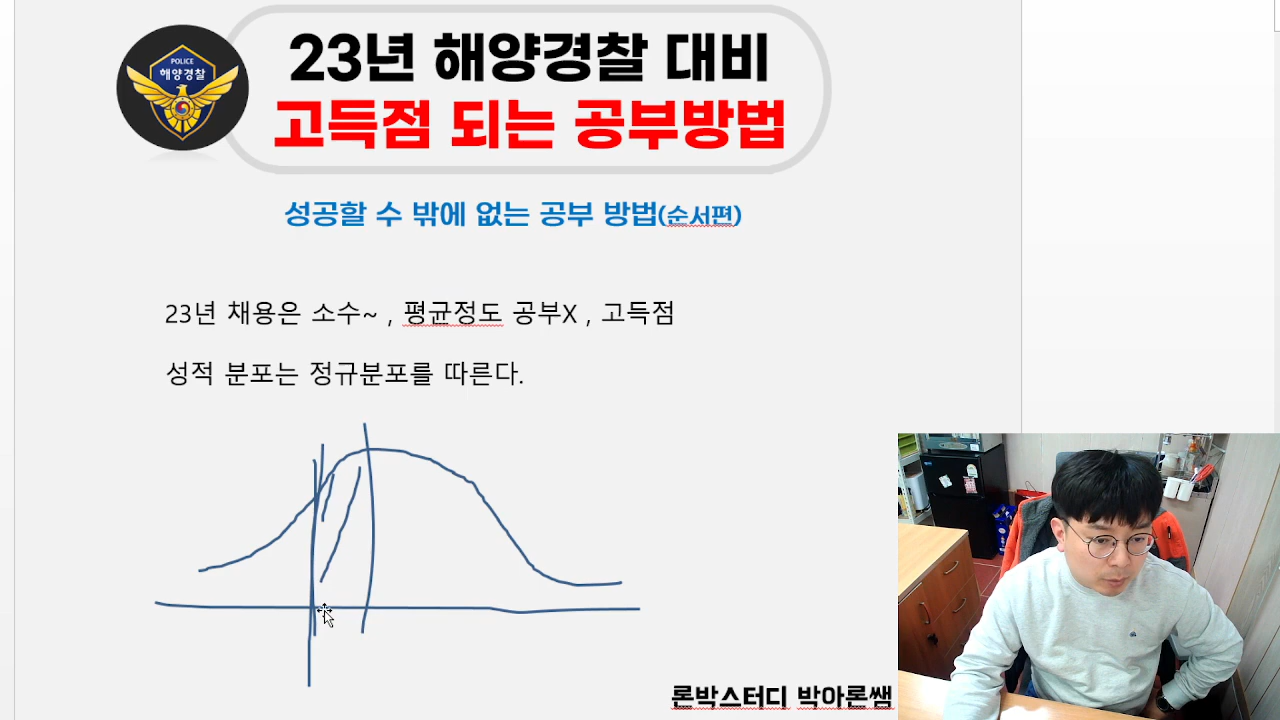 POLICE
해양경찰
23년 해양경찰 대비
고득점 되는 공부방법
성공할 수 밖에 없는 공부 방법(순서편)
23년 채용은 소수~ , 평균정도 공부X , 고득점
성적 분포는 정규분포를 따른다.
론박스터디 박아론쌤